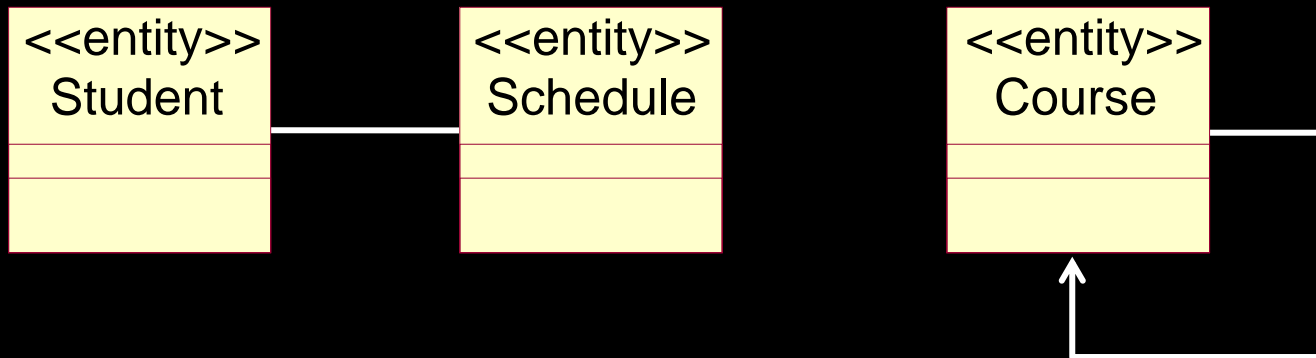 <<entity>>
Student
<<entity>>
Schedule
<<entity>>
Course